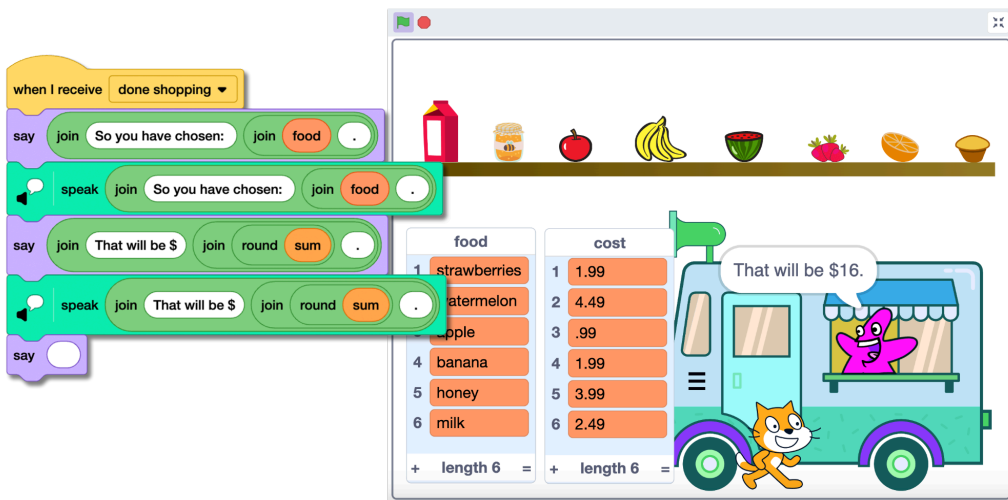 when I receive done shopping
say join So you have chosen: join food .
speak join So you have chosen: join food .
say join That will be $ join round sum .
speak join That will be $ join round sum .
say
food
1 strawberries
apple
4 banana
5 honey
6 milk
+ length 6 =
cost
1 1.99
2 4.49
3 .99
4 1.99
5 3.99
6 2.49
+ length 6 =
That will be $16.